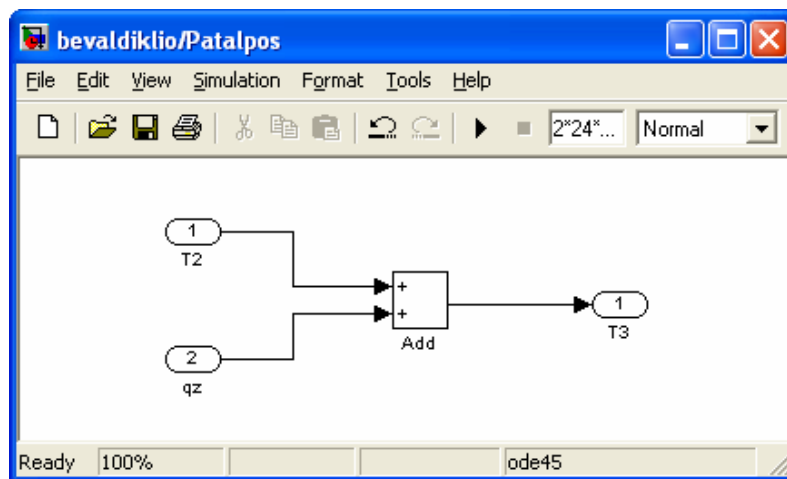 bevaldiklio/Patalpos
File Edit View Simulation Format Tools Help
2*24*... Normal
1
T2
+
+
Add
1
T3
2
qz
Ready 100% ode45